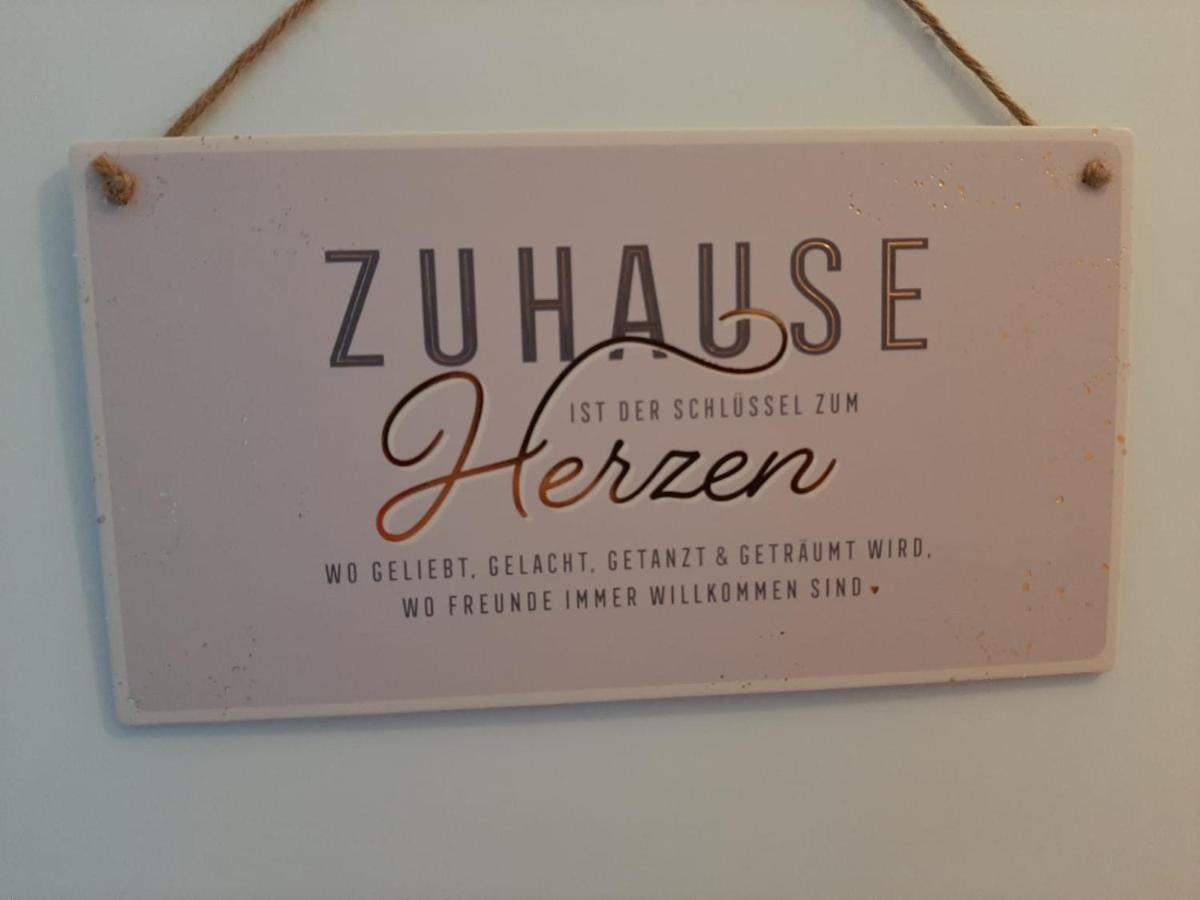 ZUHAUSE
IST DER SCHLÜSSEL ZUM
Herzen
WO GELIEBT, GELACHT, GETANZT & GETRÄUMT WIRD,
WO FREUNDE IMMER WILLKOMMEN SIND